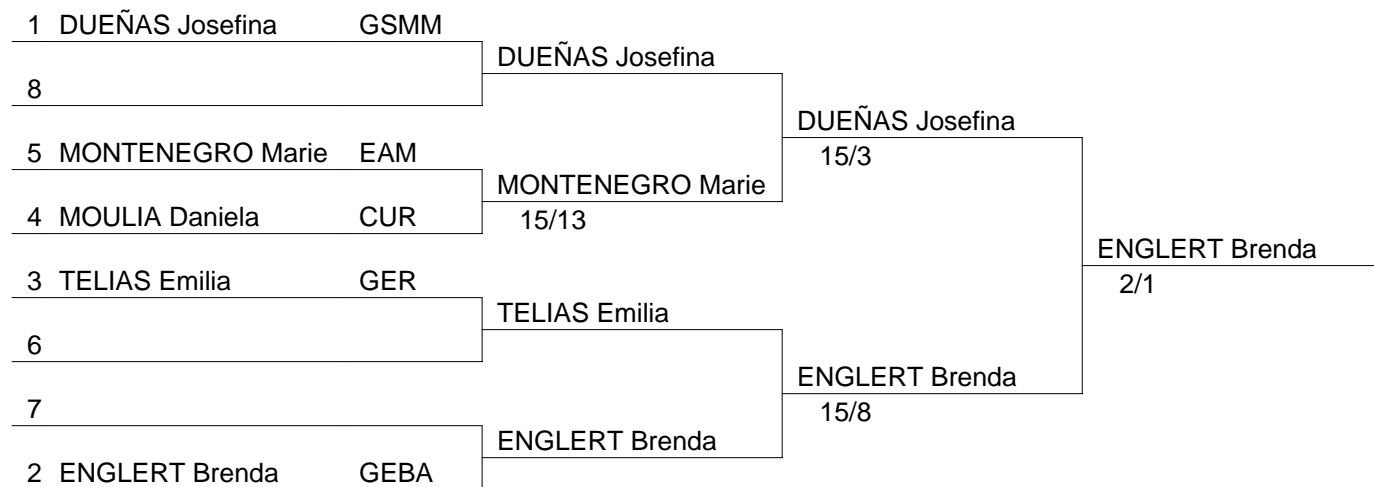 1 DUEÑAS Josefina GSMM
DUEÑAS Josefina
8
DUEÑAS Josefina
15/3
5 MONTENEGRO Marie EAM
MONTENEGRO Marie
15/13
4 MOULIA Daniela CUR
ENGLERT Brenda
2/1
3 TELIAS Emilia GER
TELIAS Emilia
6
ENGLERT Brenda
15/8
7
ENGLERT Brenda
2 ENGLERT Brenda GEBA